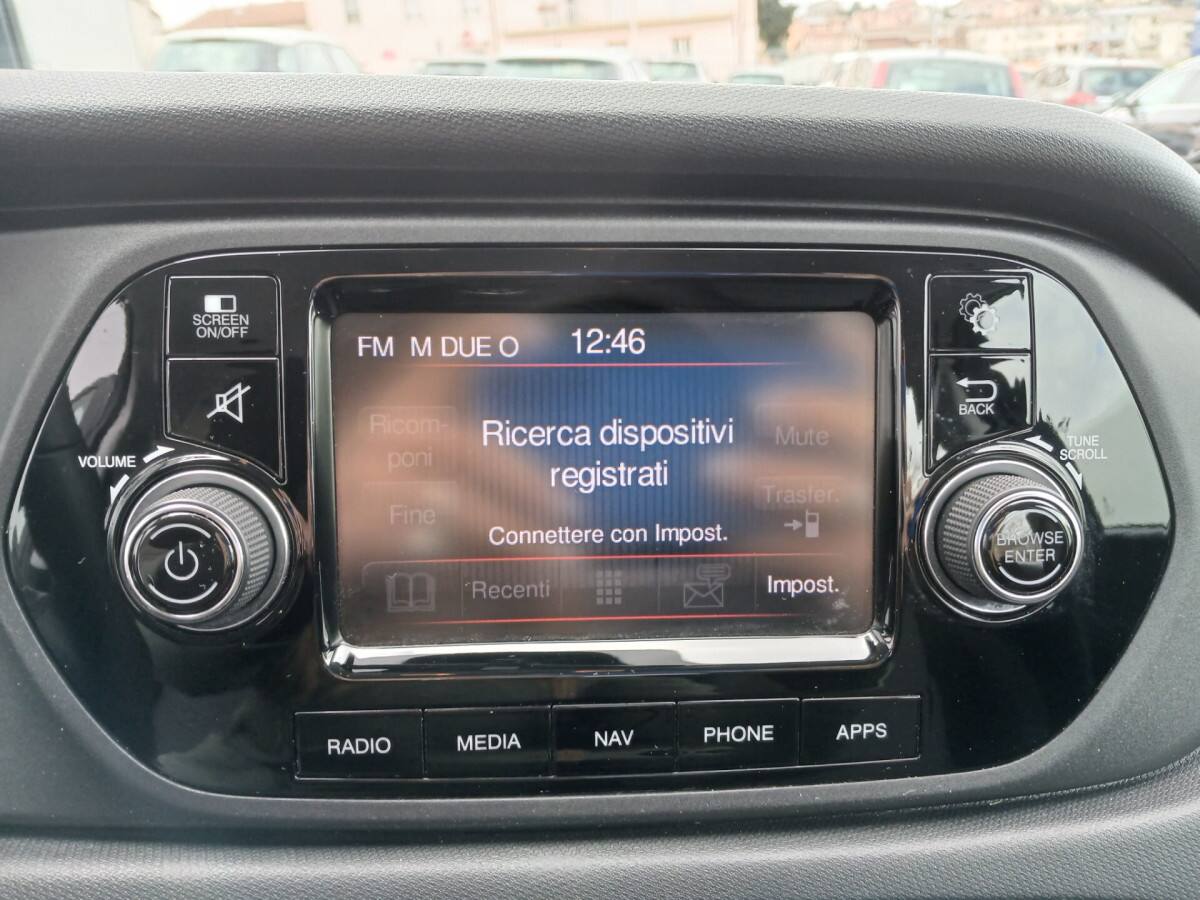 SCREEN
ON/OFF
VOLUME
FM M DUE O 12:46
Ricom-
poni
Ricerca dispositivi
registrati
Mute
Fine
Trasfer.
Connettere con Impost.
Recenti
Impost.
BACK
TUNE
SCROLL
BROWSE
ENTER
RADIO
MEDIA
NAV
PHONE
APPS